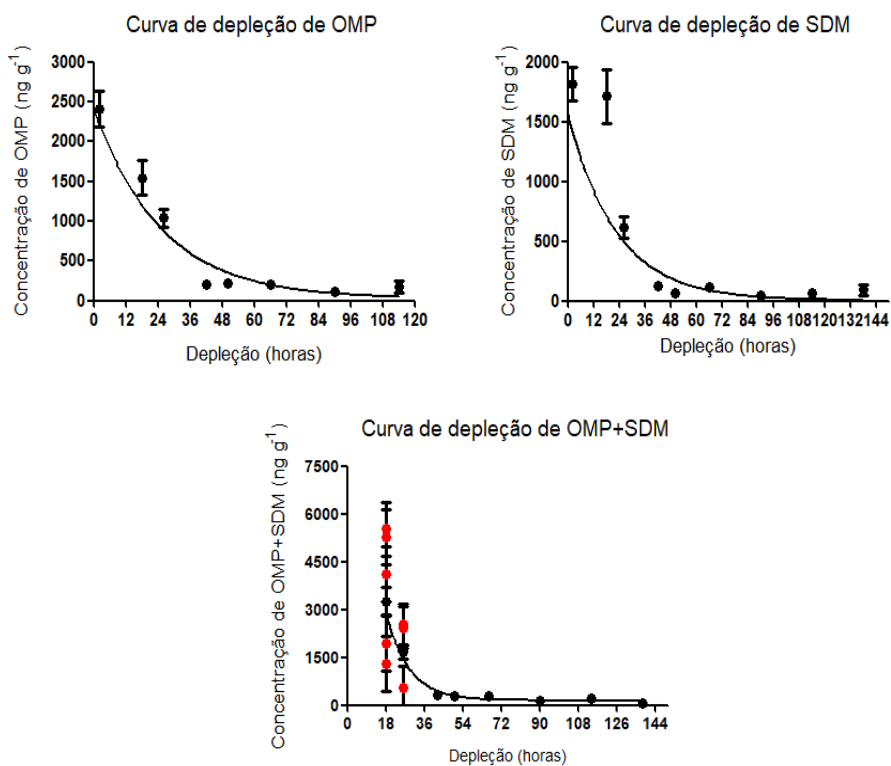 Curva de depleção de OMP
Concentração de OMP (ng g⁻¹)
3000
2500
2000
1500
1000
500
0
0 12 24 36 48 60 72 84 96 108 120
Depleção (horas)
Curva de depleção de SDM
Concentração de SDM (ng g⁻¹)
2000
1500
1000
500
0
0 12 24 36 48 60 72 84 96 108 120 132 144
Depleção (horas)
Curva de depleção de OMP+SDM
Concentração de OMP+SDM (ng g⁻¹)
7500
6000
4500
3000
1500
0
0 18 36 54 72 90 108 126 144
Depleção (horas)